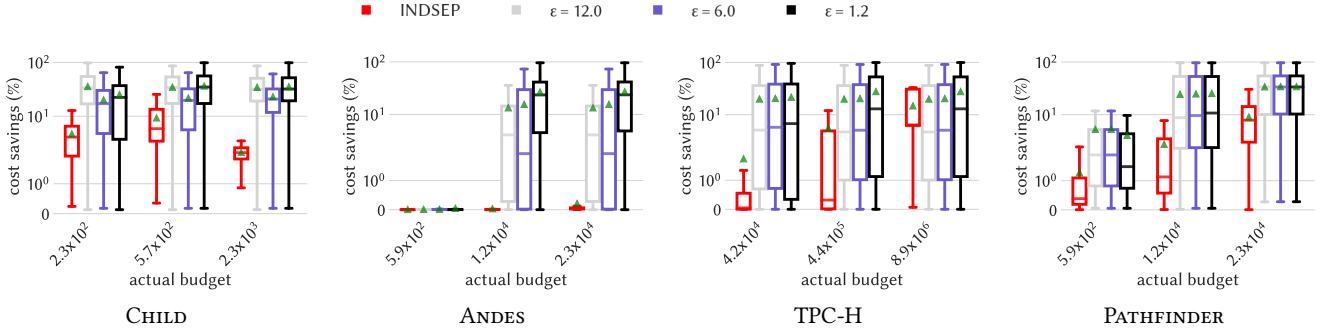 INDSEP ε = 12.0 ε = 6.0 ε = 1.2
cost savings (%)
10²
10¹
10⁰
0
2.3x10²
5.7x10²
2.3x10³
actual budget
CHILD
cost savings (%)
10²
10¹
10⁰
0
5.9x10²
1.2x10⁴
2.3x10⁴
actual budget
ANDES
cost savings (%)
10²
10¹
10⁰
0
4.2x10⁴
4.4x10⁵
8.9x10⁶
actual budget
TPC-H
cost savings (%)
10²
10¹
10⁰
0
5.9x10²
1.2x10⁴
2.3x10⁴
actual budget
PATHFINDER